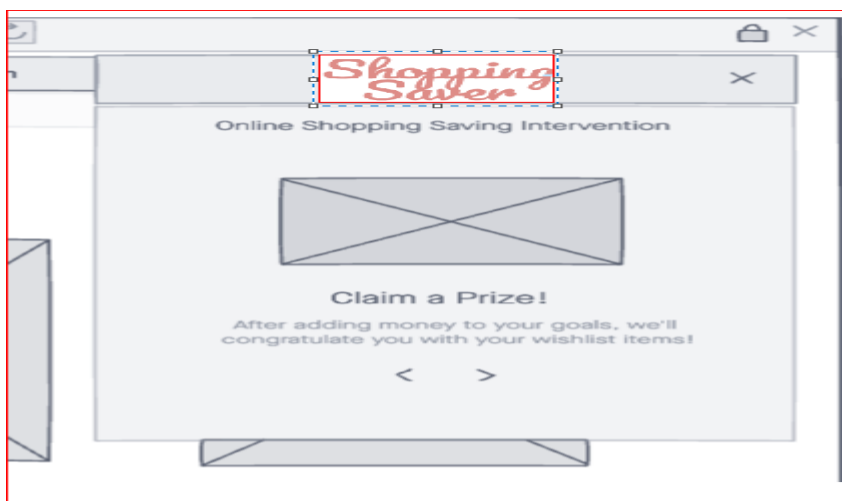 Shopping
Saver
Online Shopping Saving Intervention
Claim a Prize!
After adding money to your goals, we'll
congratulate you with your wishlist items!
< >